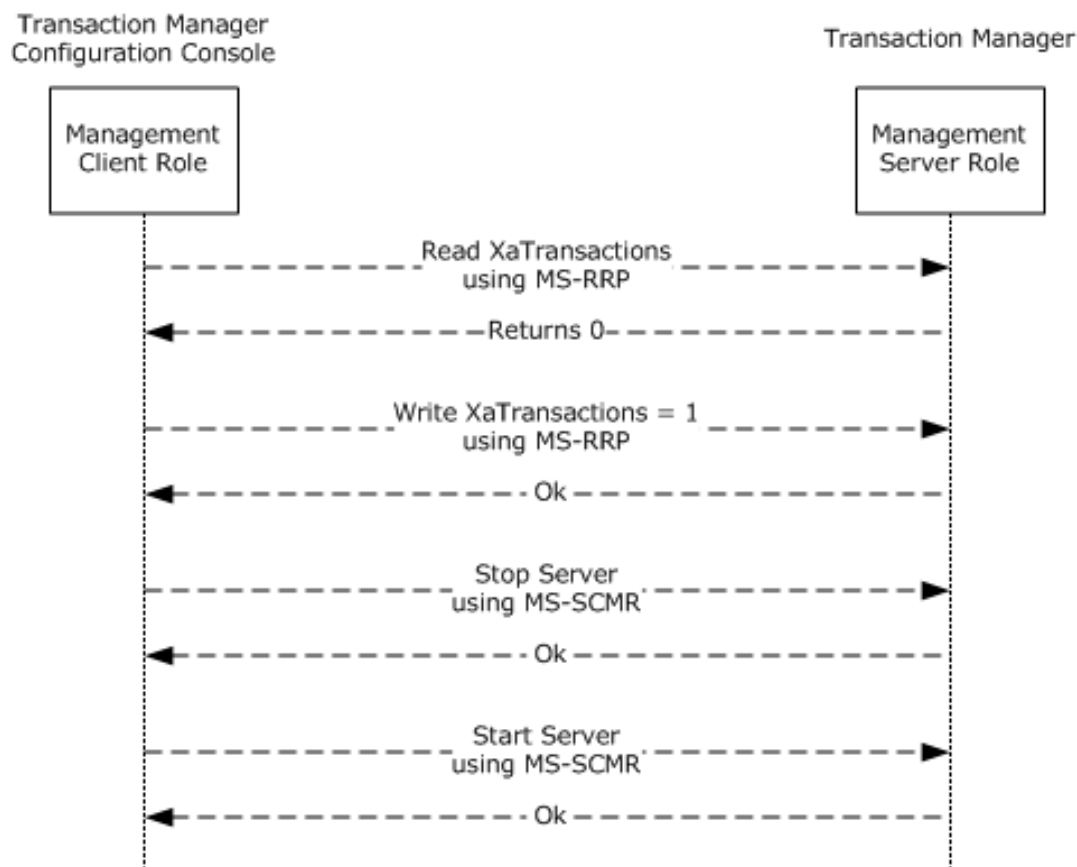 Transaction Manager
Configuration Console
Transaction Manager
Management
Client Role
Management
Server Role
Read XaTransactions
using MS-RRP
Returns 0
Write XaTransactions = 1
using MS-RRP
Ok
Stop Server
using MS-SCMR
Ok
Start Server
using MS-SCMR
Ok